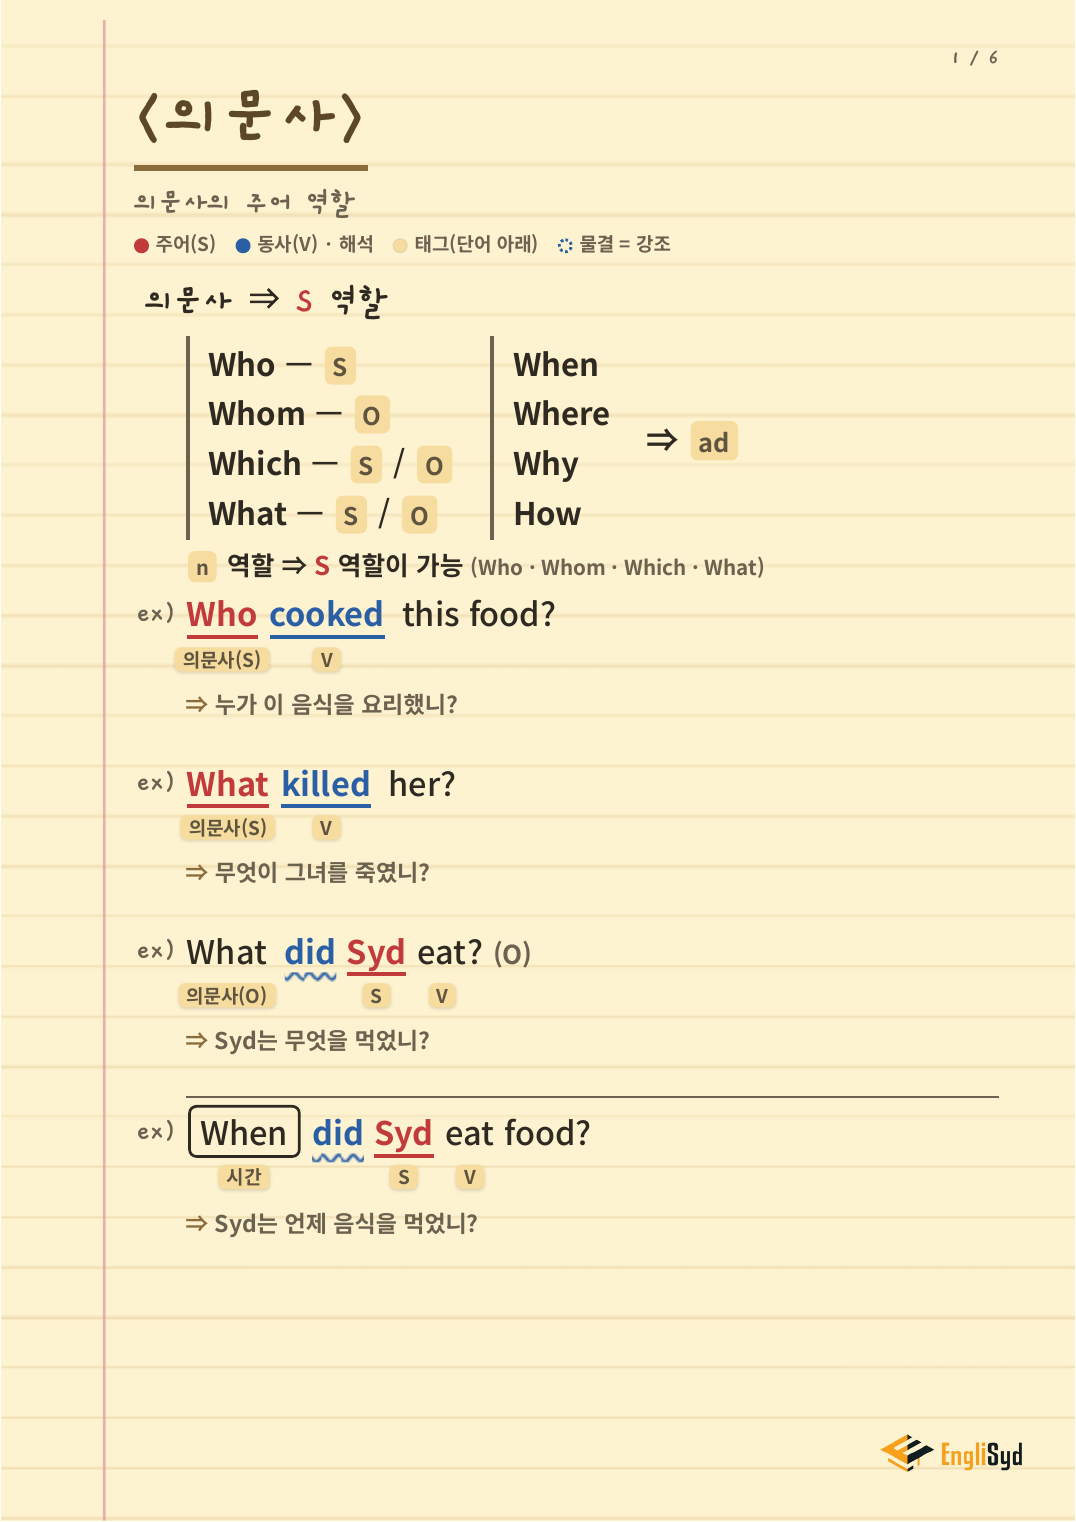 1 / 6
〈의문사〉
의문사의 주어 역할
주어(S) 동사(V) · 해석 태그(단어 아래) 물결 = 강조
의문사 ⇒ S 역할
Who — S
Whom — O
Which — S / O
What — S / O
When
Where
Why
How
⇒ ad
n 역할 ⇒ S 역할이 가능 (Who · Whom · Which · What)
ex) Who cooked this food?
의문사(S) V
⇒ 누가 이 음식을 요리했니?
ex) What killed her?
의문사(S) V
⇒ 무엇이 그녀를 죽였니?
ex) What did Syd eat? (O)
의문사(O) S V
⇒ Syd는 무엇을 먹었니?
ex) When did Syd eat food?
시간 S V
⇒ Syd는 언제 음식을 먹었니?
EngliSyd